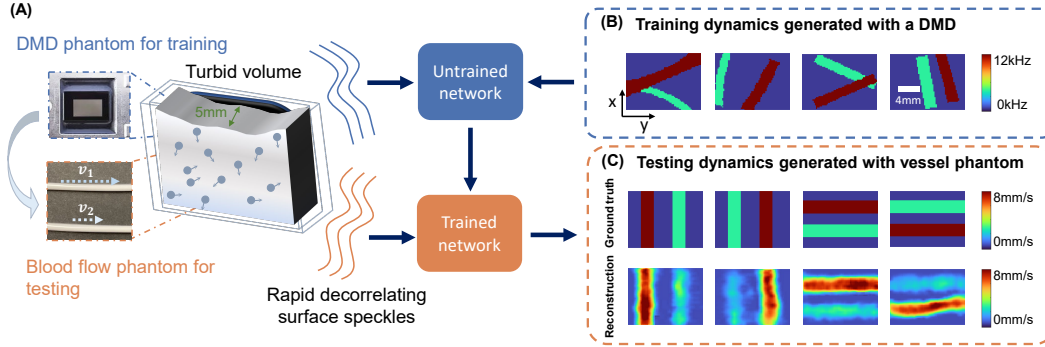 (A)
DMD phantom for training
Turbid volume
5mm
v1
v2
Blood flow phantom for
testing
Rapid decorrelating
surface speckles
Untrained
network
Trained
network
(B) Training dynamics generated with a DMD
x
y
4mm
12kHz
0kHz
(C) Testing dynamics generated with vessel phantom
Ground truth
8mm/s
0mm/s
Reconstruction
8mm/s
0mm/s